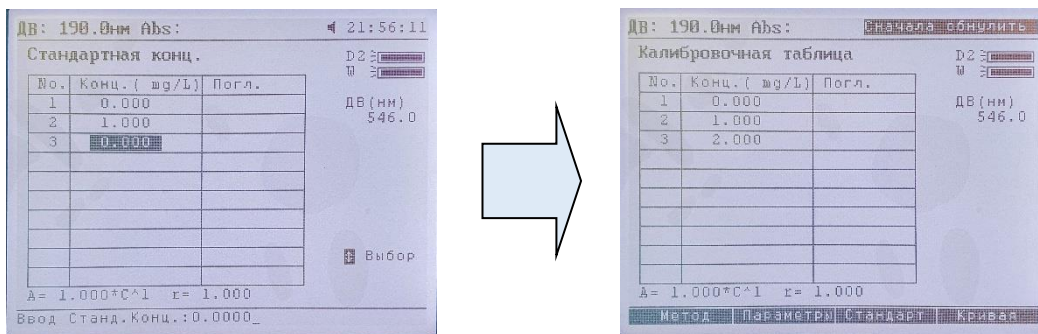 ДВ: 190.0нм Abs: 21:56:11
Стандартная конц.
D2
W
No. Конц.( mg/L) Погл.
1 0.000
2 1.000
3 0.000
ДВ(нм)
546.0
Выбор
A= 1.000*C^1 r= 1.000
Ввод Станд.Конц.:0.0000_
ДВ: 190.0нм Abs: Сначала обнулить
Калибровочная таблица
D2
W
No. Конц.( mg/L) Погл.
1 0.000
2 1.000
3 2.000
ДВ(нм)
546.0
A= 1.000*C^1 r= 1.000
Метод Параметры Стандарт Кривая